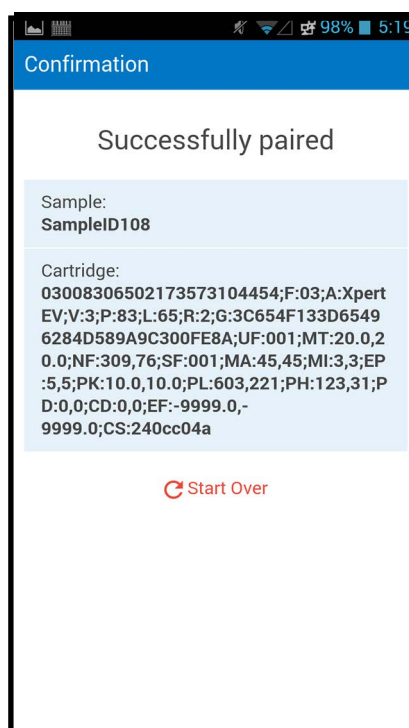 98% 5:19
Confirmation
Successfully paired
Sample:
SampleID108
Cartridge:
03008306502173573104454;F:03;A:Xpert
EV;V:3;P:83;L:65;R:2;G:3C654F133D6549
6284D589A9C300FE8A;UF:001;MT:20.0,2
0.0;NF:309,76;SF:001;MA:45,45;MI:3,3;EP
:5,5;PK:10.0,10.0;PL:603,221;PH:123,31;P
D:0,0;CD:0,0;EF:-9999.0,-
9999.0;CS:240cc04a
Start Over